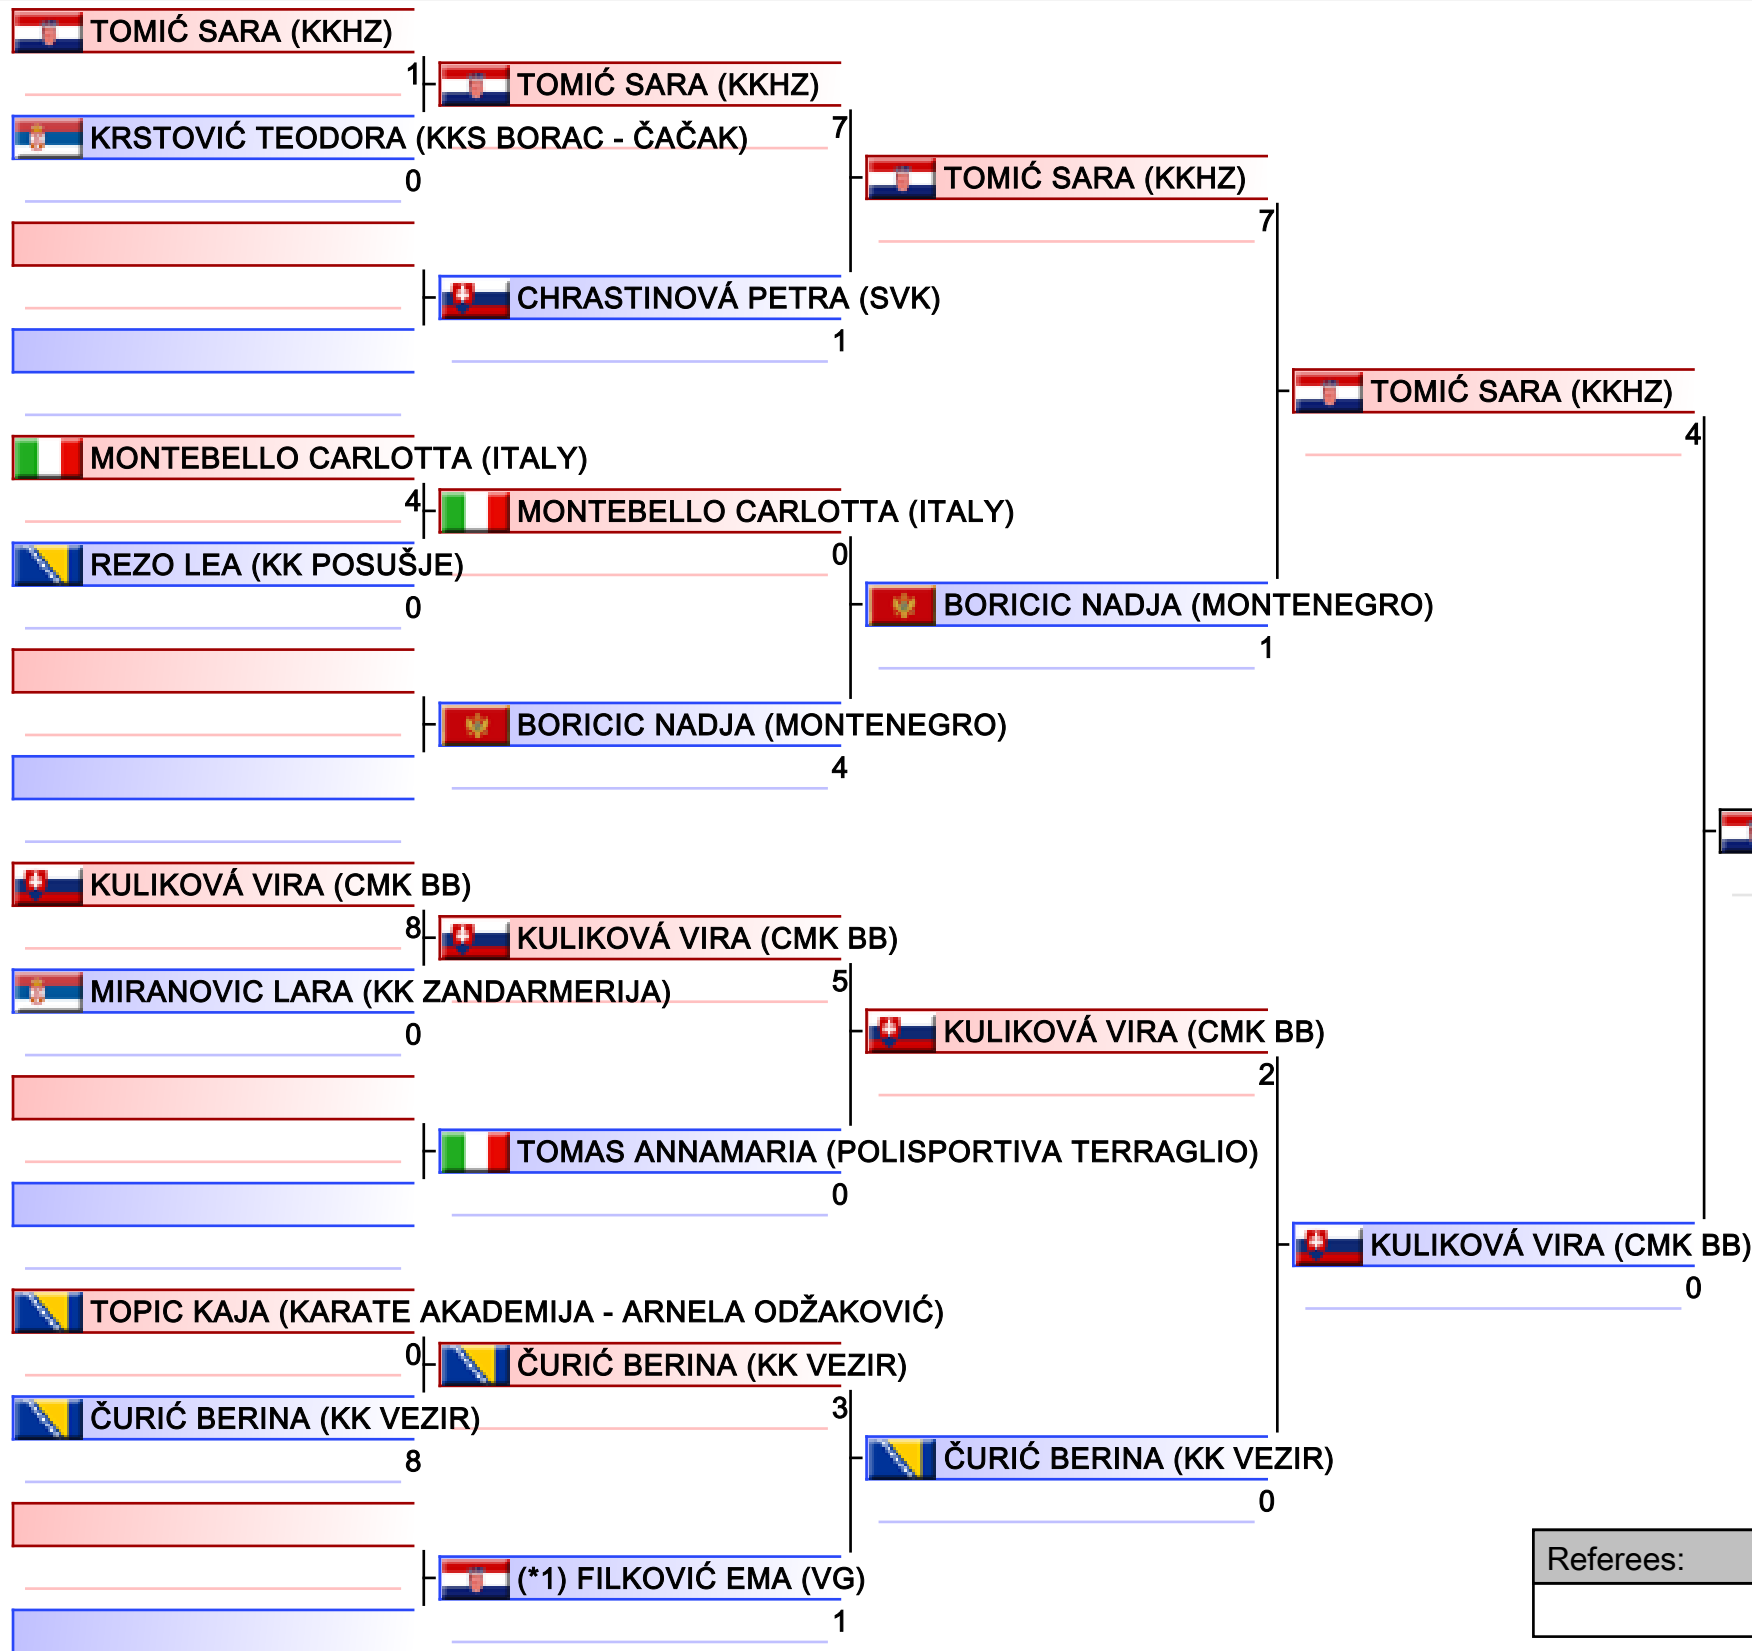 TOMIĆ SARA (KKHZ)
1
TOMIĆ SARA (KKHZ)
KRSTOVIĆ TEODORA (KKS BORAC - ČAČAK)
7
0
TOMIĆ SARA (KKHZ)
7
CHRASTINOVÁ PETRA (SVK)
1
TOMIĆ SARA (KKHZ)
4
MONTEBELLO CARLOTTA (ITALY)
4
MONTEBELLO CARLOTTA (ITALY)
0
REZO LEA (KK POSUŠJE)
0
BORICIC NADJA (MONTENEGRO)
1
BORICIC NADJA (MONTENEGRO)
4
KULIKOVÁ VIRA (CMK BB)
8
KULIKOVÁ VIRA (CMK BB)
5
MIRANOVIC LARA (KK ZANDARMERIJA)
0
KULIKOVÁ VIRA (CMK BB)
2
TOMAS ANNAMARIA (POLISPORTIVA TERRAGLIO)
0
KULIKOVÁ VIRA (CMK BB)
0
TOPIC KAJA (KARATE AKADEMIJA - ARNELA ODŽAKOVIĆ)
0
ČURIĆ BERINA (KK VEZIR)
3
ČURIĆ BERINA (KK VEZIR)
8
ČURIĆ BERINA (KK VEZIR)
0
(*1) FILKOVIĆ EMA (VG)
1
Referees: